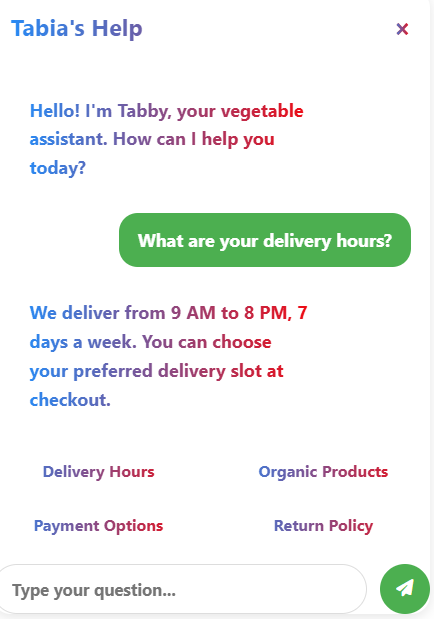 Tabia's Help
×
Hello! I'm Tabby, your vegetable
assistant. How can I help you
today?
What are your delivery hours?
We deliver from 9 AM to 8 PM, 7
days a week. You can choose
your preferred delivery slot at
checkout.
Delivery Hours
Organic Products
Payment Options
Return Policy
Type your question...